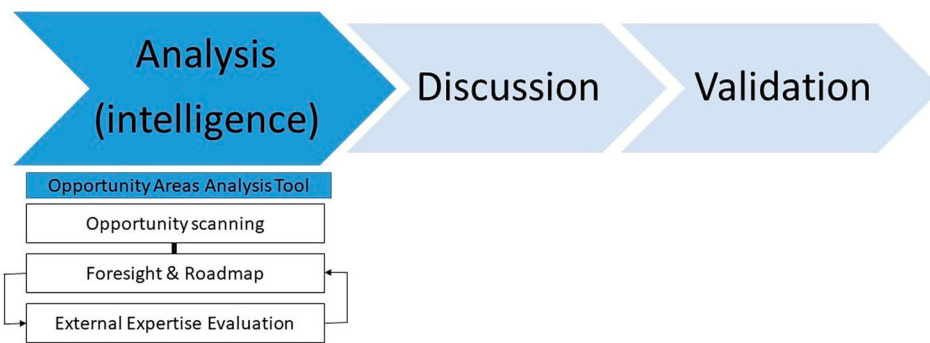 Analysis
(intelligence)
Discussion
Validation
Opportunity Areas Analysis Tool
Opportunity scanning
Foresight & Roadmap
External Expertise Evaluation